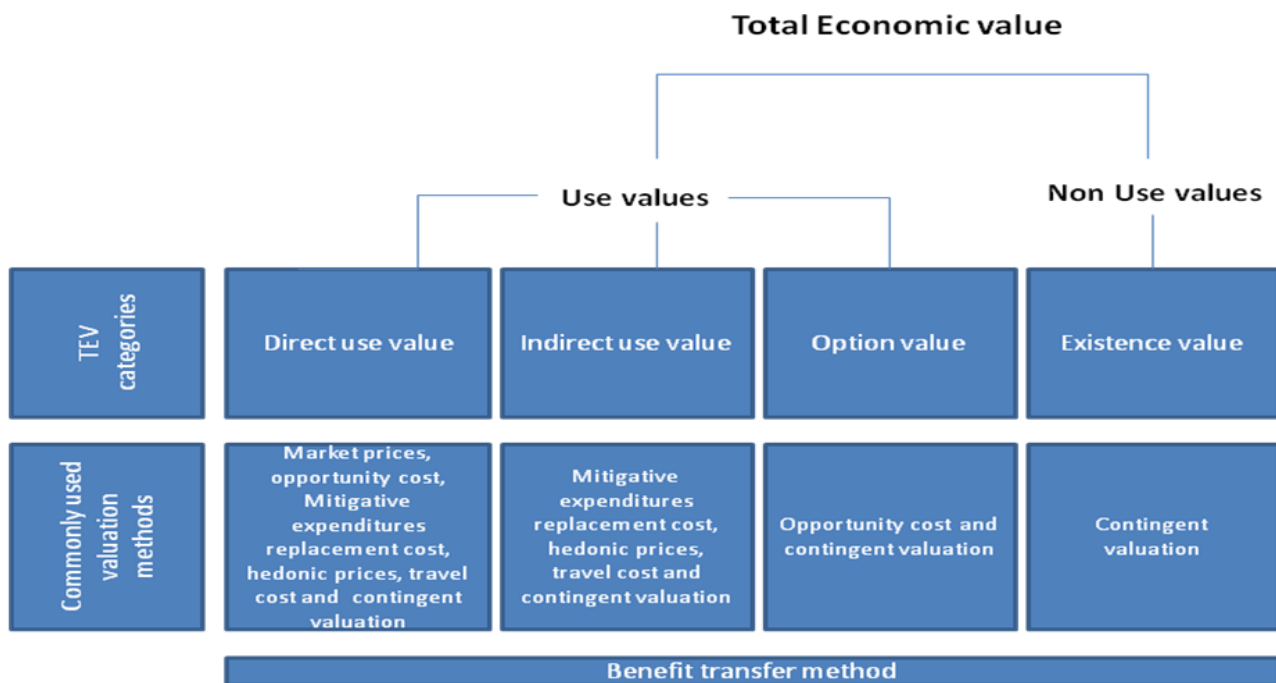 Total Economic value
Use values
Non Use values
TEV
categories
Direct use value
Indirect use value
Option value
Existence value
Commonly used
valuation
methods
Market prices,
opportunity cost,
Mitigative
expenditures
replacement cost,
hedonic prices, travel
cost and contingent
valuation
Mitigative
expenditures
replacement cost,
hedonic prices,
travel cost and
contingent valuation
Opportunity cost and
contingent valuation
Contingent
valuation
Benefit transfer method